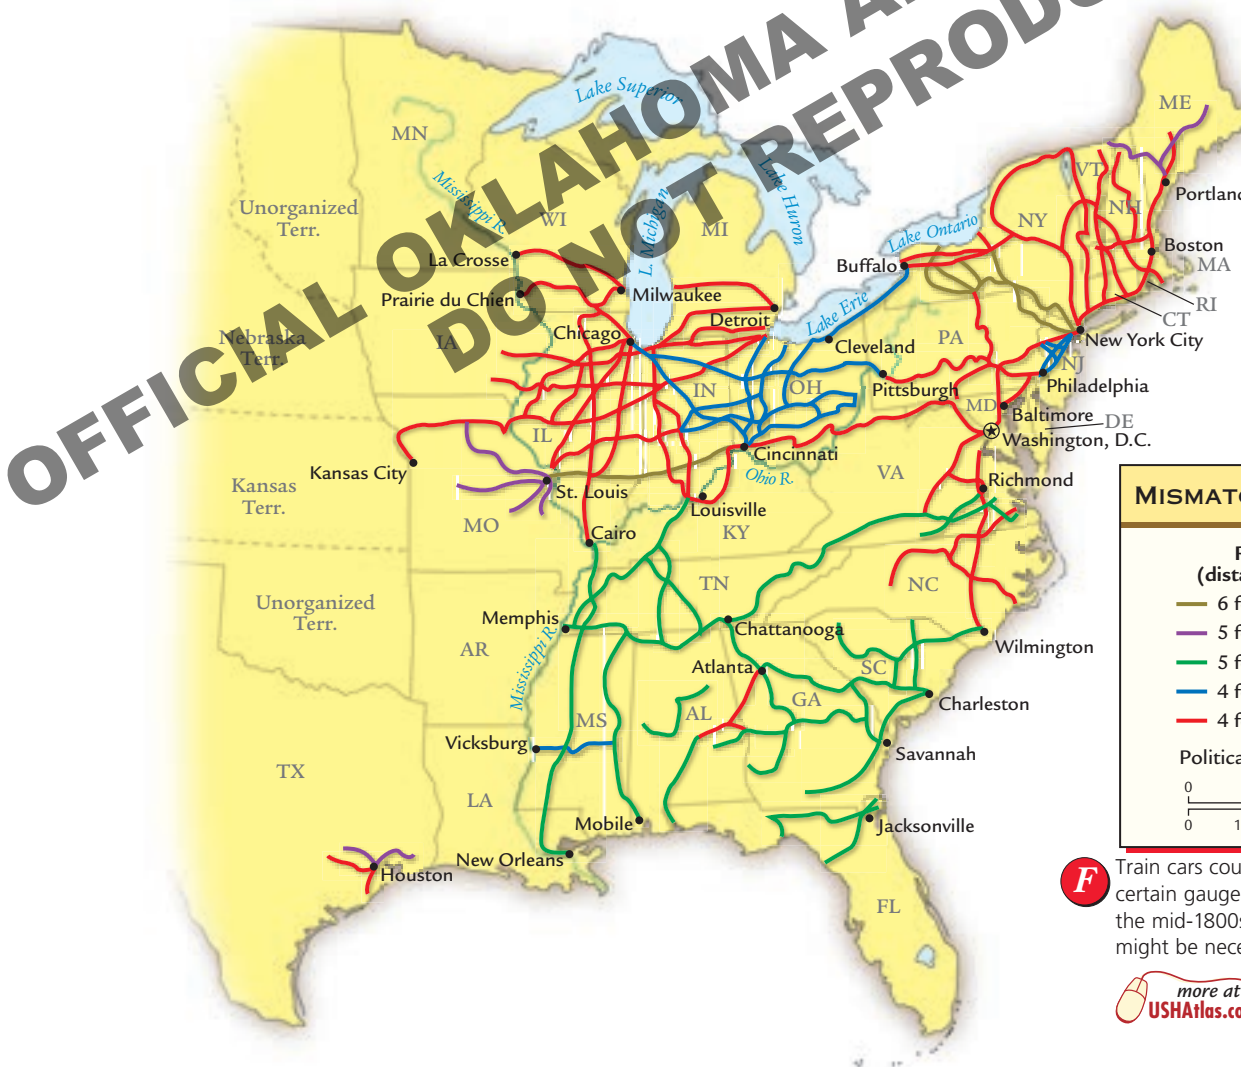 OFFICIAL OKLAHOMA
DO NOT REPROD
Lake Superior
ME
MN
VT
Mississippi R.
Lake Huron
Portland
Unorganized
Terr.
WI
L. Michigan
MI
NY
NH
Lake Ontario
La Crosse
Boston
Buffalo
MA
Prairie du Chien
Milwaukee
Lake Erie
RI
Detroit
CT
Nebraska
Terr.
IA
Chicago
Cleveland
PA
New York City
NJ
IN
OH
Pittsburgh
Philadelphia
MD
Baltimore
DE
IL
Washington, D.C.
Kansas City
Cincinnati
Ohio R.
VA
Kansas
Terr.
St. Louis
Richmond
MO
Louisville
KY
Cairo
Unorganized
Terr.
TN
NC
Memphis
Chattanooga
Wilmington
AR
Mississippi R.
Atlanta
SC
Charleston
MS
AL
GA
Vicksburg
Savannah
TX
LA
Mobile
Jacksonville
New Orleans
Houston
FL
MISMATC
(dista
6 f
5 f
5 f
4 f
4 f
Politica
0
0 1
F
Train cars cou
certain gauge
the mid-1800s
might be nece
more at
USHAtlas.co